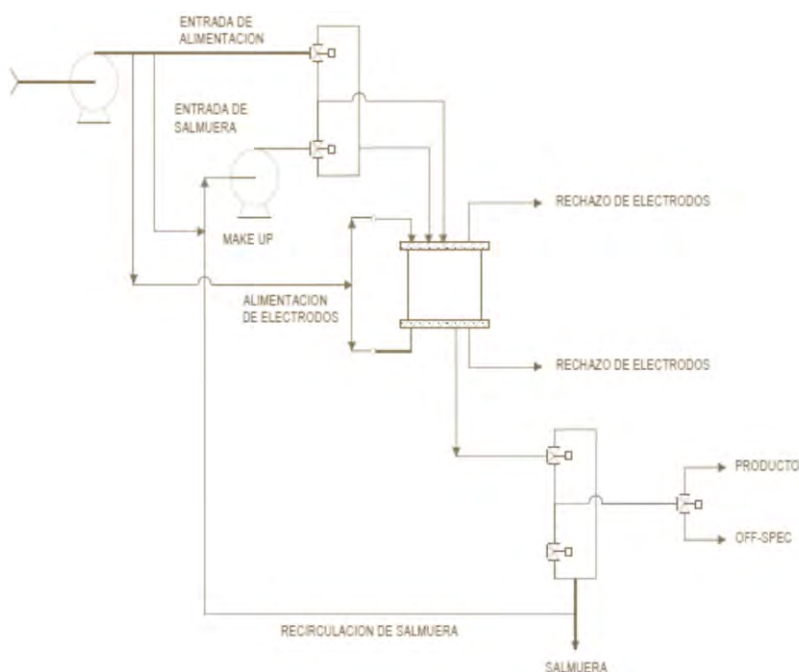 ENTRADA DE
ALIMENTACION
ENTRADA DE
SALMUERA
MAKE UP
RECHAZO DE ELECTRODOS
ALIMENTACION
DE ELECTRODOS
RECHAZO DE ELECTRODOS
PRODUCTO
OFF-SPEC
RECIRCULACION DE SALMUERA
SALMUERA